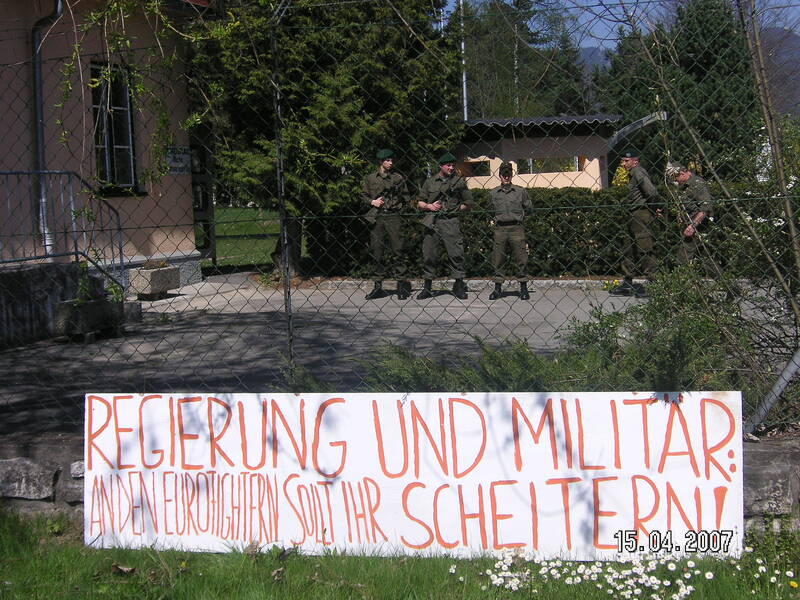 REGIERUNG UND MILITÄR:
AN DEN EUROFIGHTERN SOLLT IHR SCHEITERN!
15.04.2007